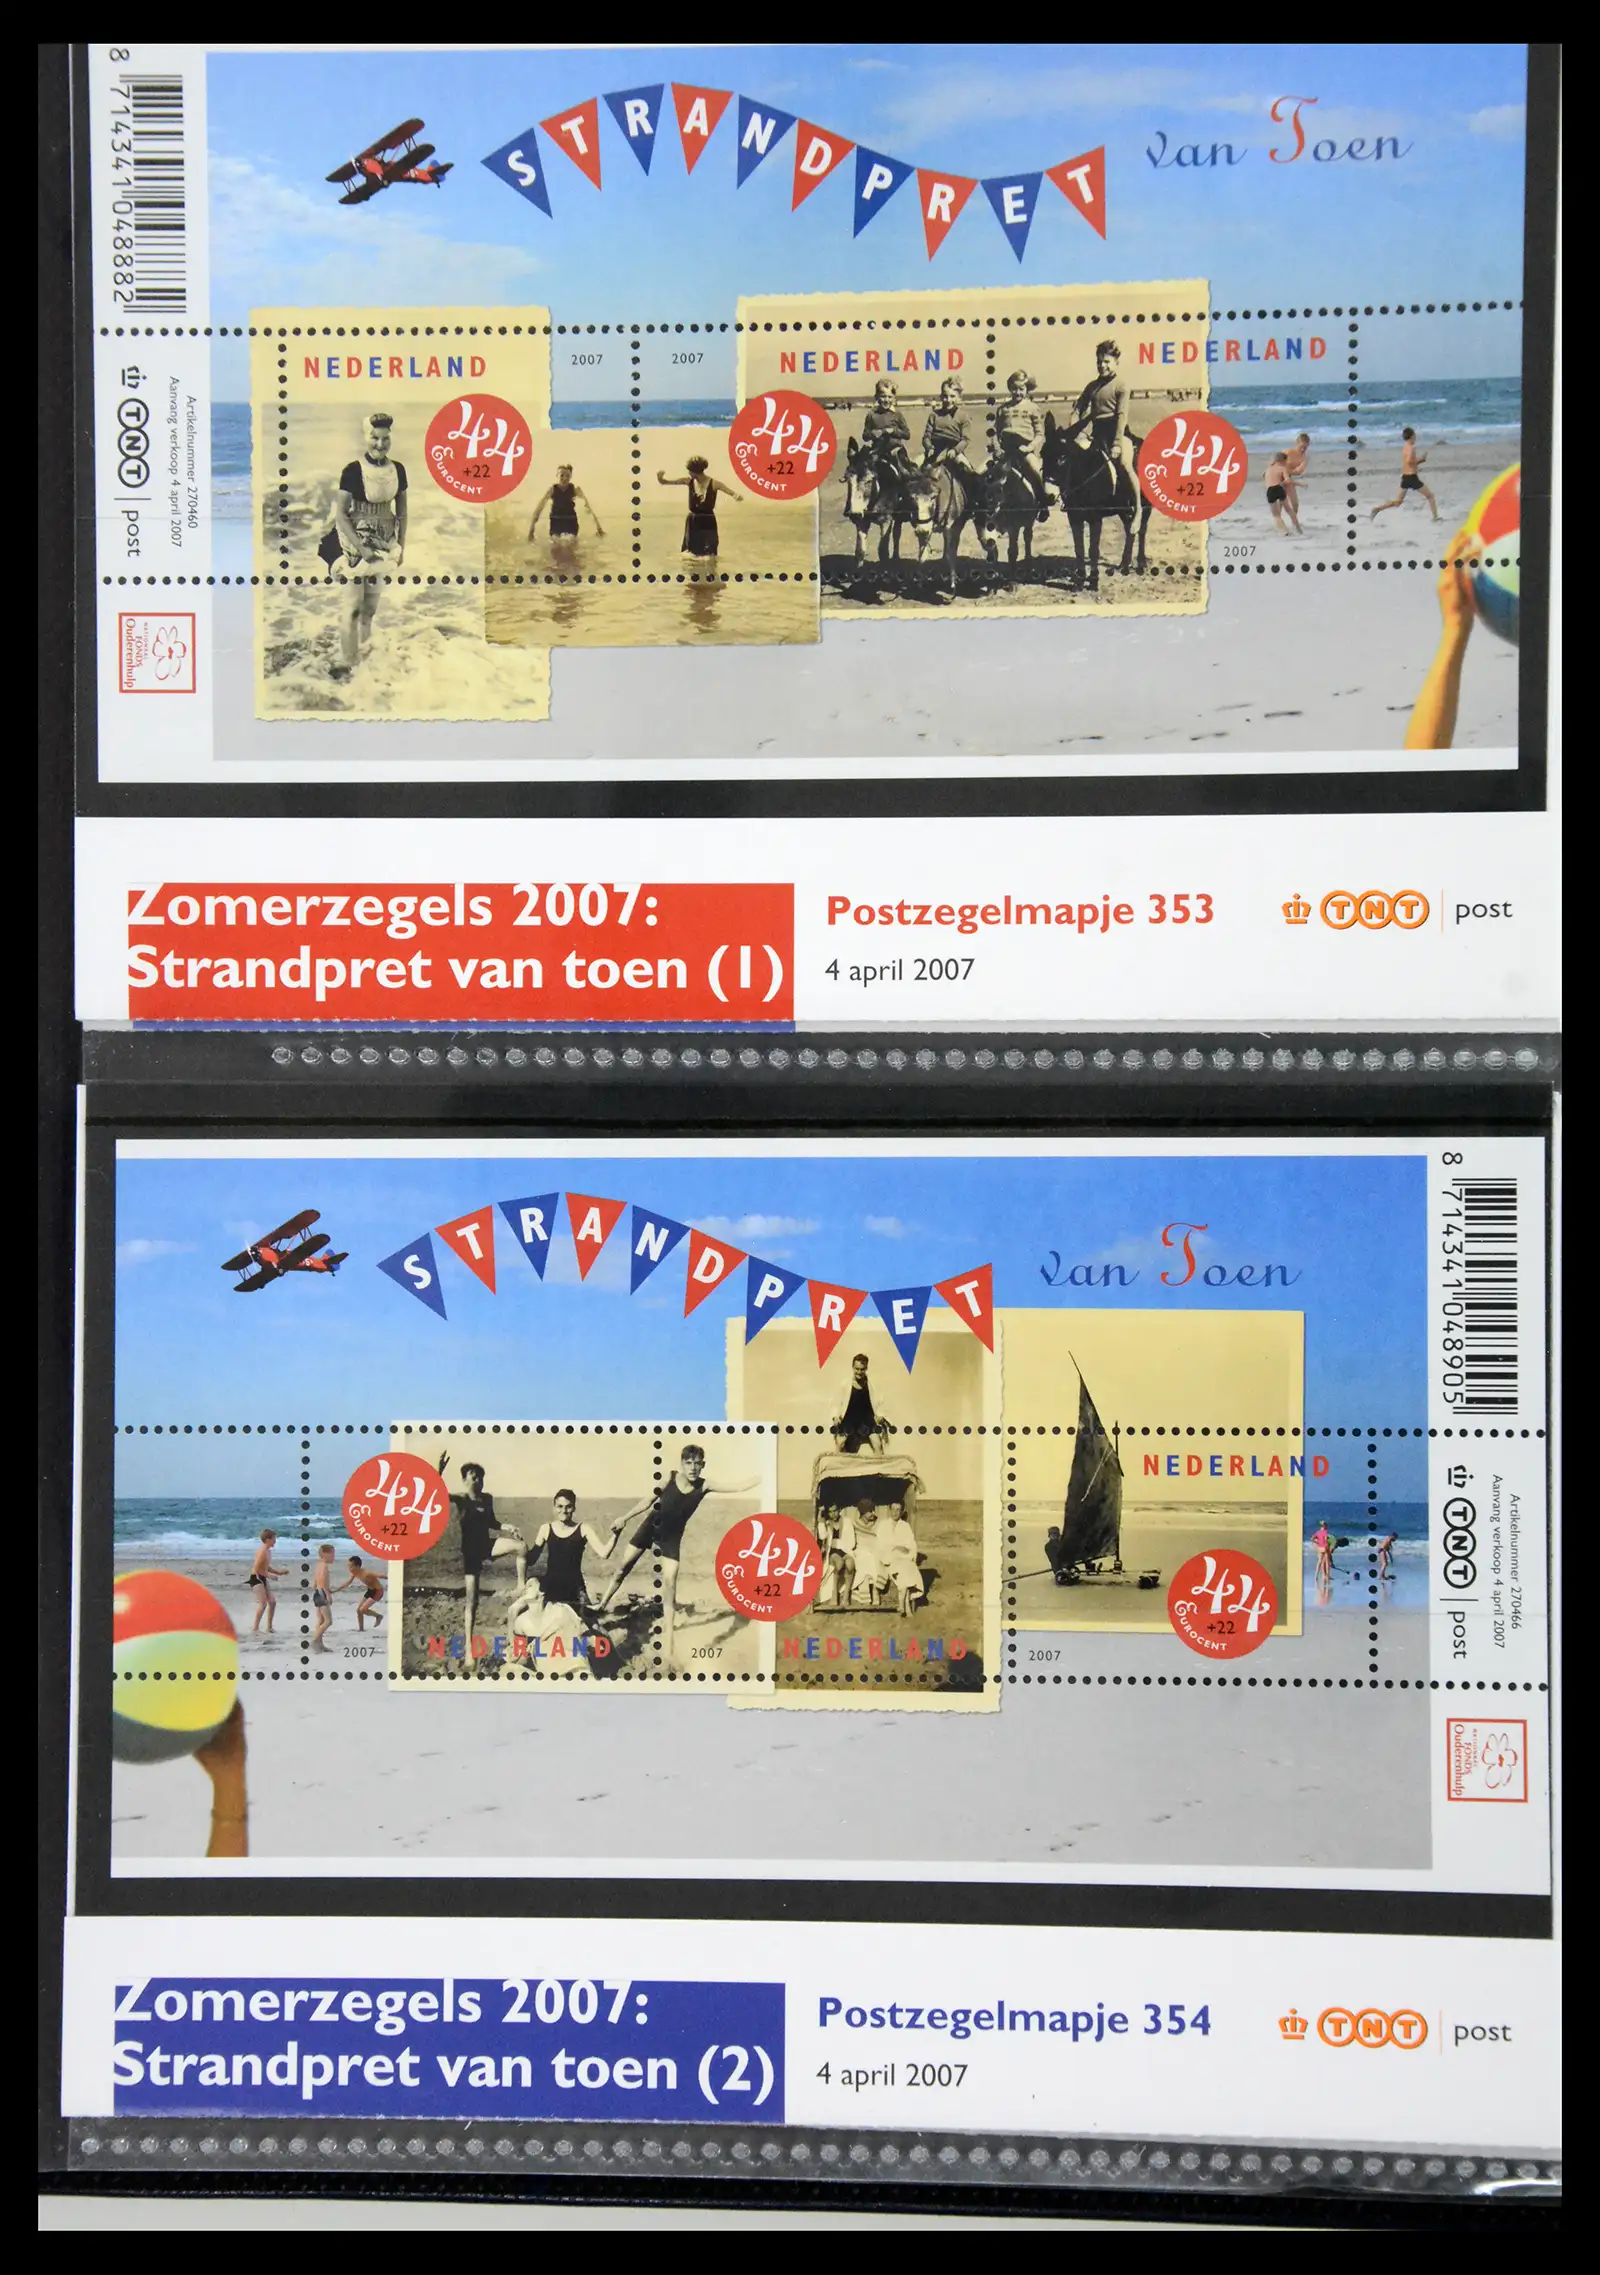 STRANDPRET
van Toen
8 714341 048882
NEDERLAND
2007
2007
NEDERLAND
NEDERLAND
44
+22
EUROCENT
44
+22
EUROCENT
44
+22
EUROCENT
2007
TNT post
Artikelnummer 270460
Aanvang verkoop 4 april 2007
NATIONAAL
FONDS
Ouderenhulp
Zomerzegels 2007:
Strandpret van toen (1)
Postzegelmapje 353
4 april 2007
TNT post
STRANDPRET
van Toen
8 714341 048905
NEDERLAND
44
+22
EUROCENT
44
+22
EUROCENT
44
+22
EUROCENT
2007
NEDERLAND
2007
NEDERLAND
2007
TNT post
Artikelnummer 270466
Aanvang verkoop 4 april 2007
NATIONAAL
FONDS
Ouderenhulp
Zomerzegels 2007:
Strandpret van toen (2)
Postzegelmapje 354
4 april 2007
TNT post